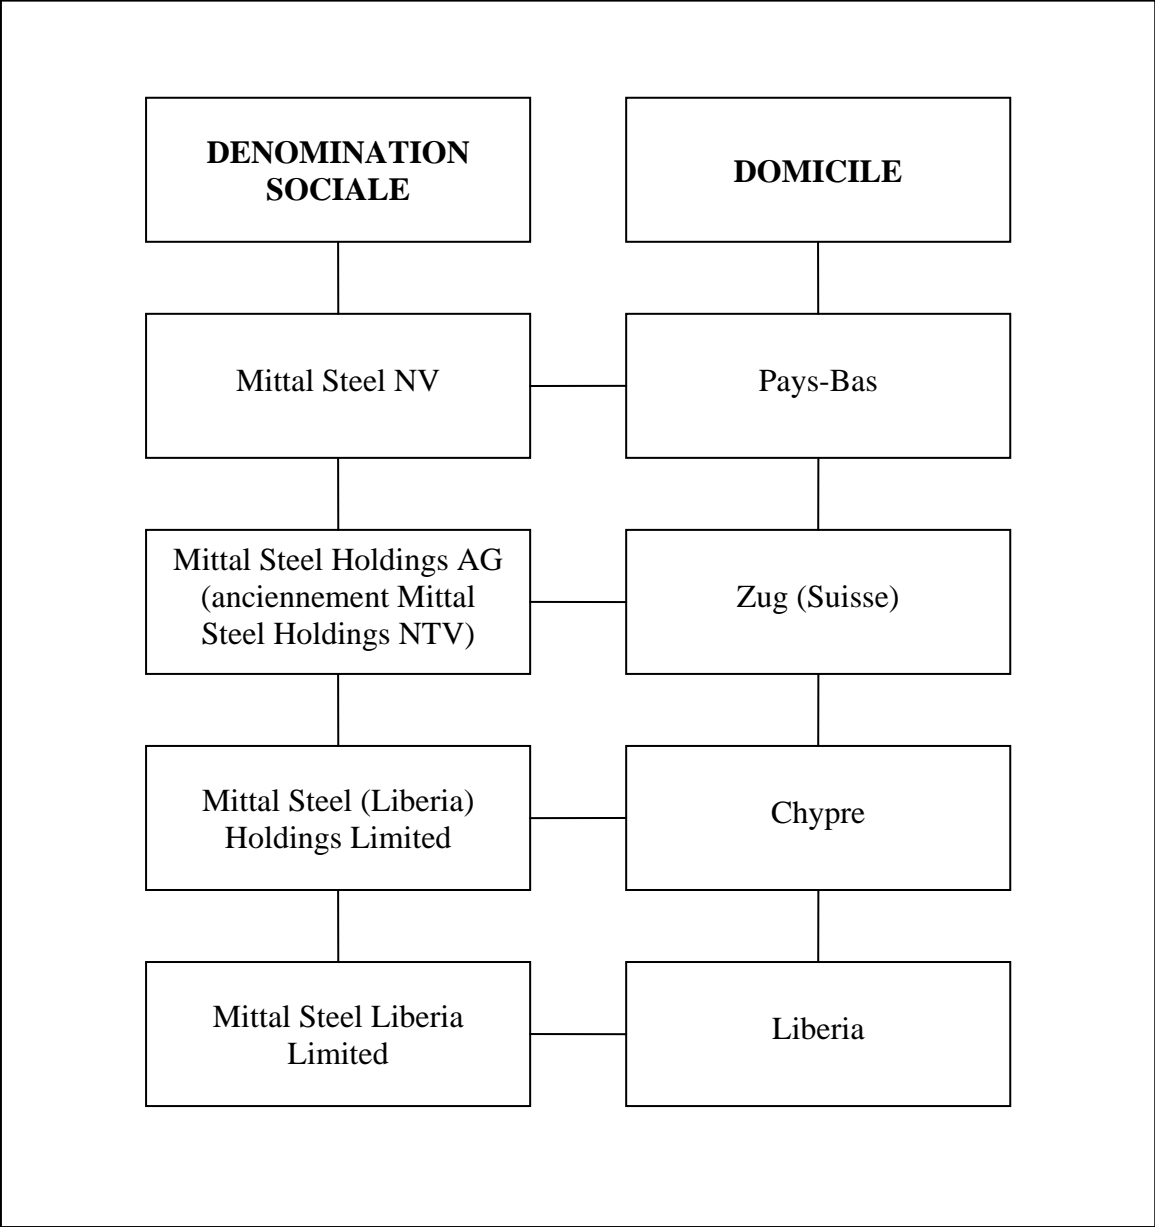 DENOMINATION
SOCIALE
DOMICILE
Mittal Steel NV
Pays-Bas
Mittal Steel Holdings AG
(anciennement Mittal
Steel Holdings NTV)
Zug (Suisse)
Mittal Steel (Liberia)
Holdings Limited
Chypre
Mittal Steel Liberia
Limited
Liberia